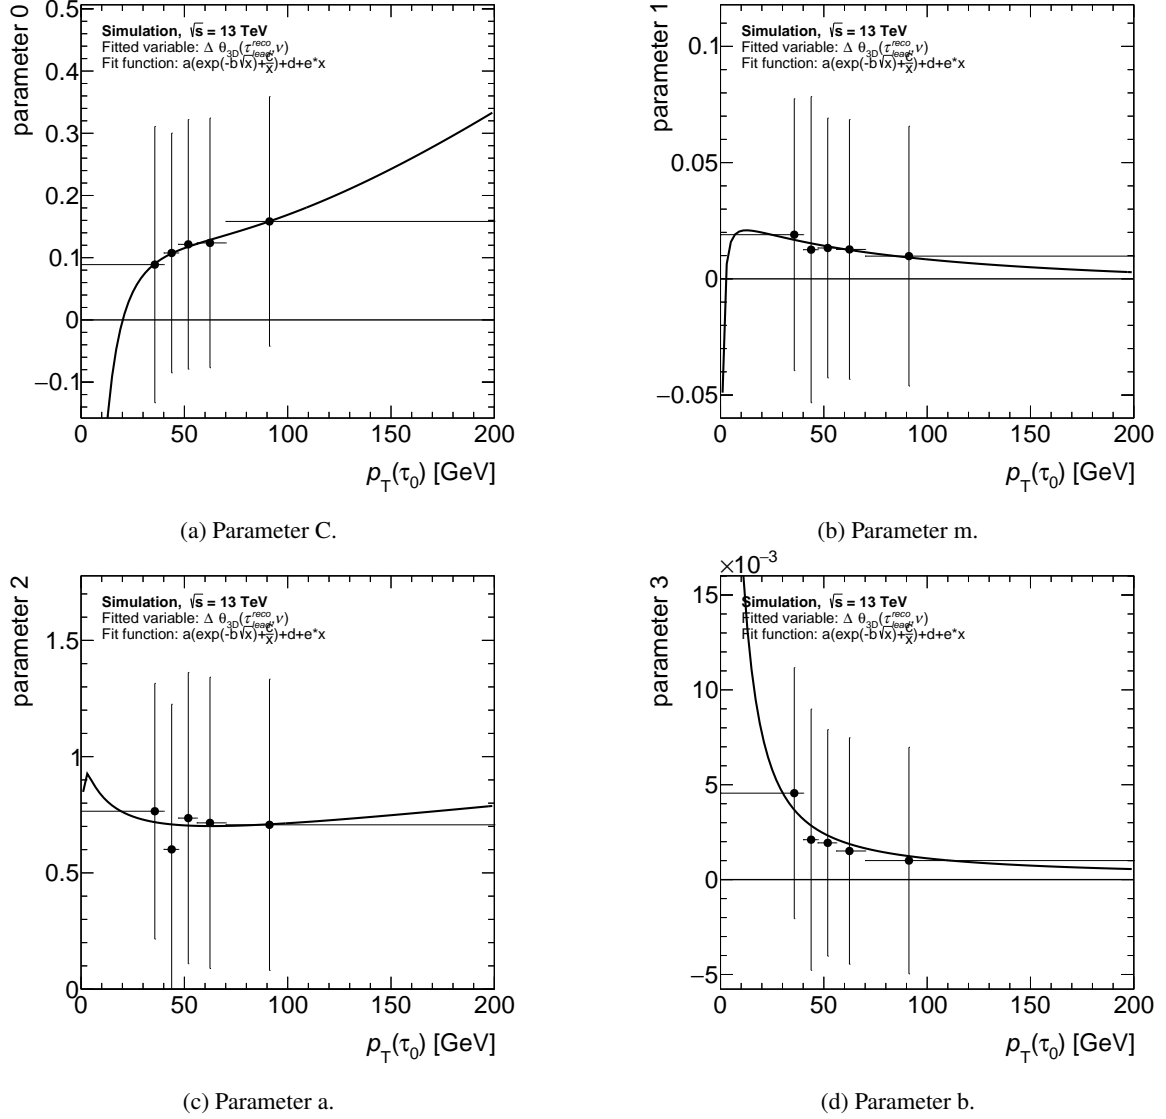 parameter 0
Simulation, √s = 13 TeV
Fitted variable: Δ θ3D(τ^reco_lead, ν)
Fit function: a(exp(-b√x)+c/x)+d+e*x
0.5
0.4
0.3
0.2
0.1
0
−0.1
0 50 100 150 200
pT(τ0) [GeV]
(a) Parameter C.
parameter 1
Simulation, √s = 13 TeV
Fitted variable: Δ θ3D(τ^reco_lead, ν)
Fit function: a(exp(-b√x)+c/x)+d+e*x
0.1
0.05
0
−0.05
0 50 100 150 200
pT(τ0) [GeV]
(b) Parameter m.
parameter 2
Simulation, √s = 13 TeV
Fitted variable: Δ θ3D(τ^reco_lead, ν)
Fit function: a(exp(-b√x)+c/x)+d+e*x
1.5
1
0.5
0
0 50 100 150 200
pT(τ0) [GeV]
(c) Parameter a.
parameter 3
×10−3
Simulation, √s = 13 TeV
Fitted variable: Δ θ3D(τ^reco_lead, ν)
Fit function: a(exp(-b√x)+c/x)+d+e*x
15
10
5
0
−5
0 50 100 150 200
pT(τ0) [GeV]
(d) Parameter b.